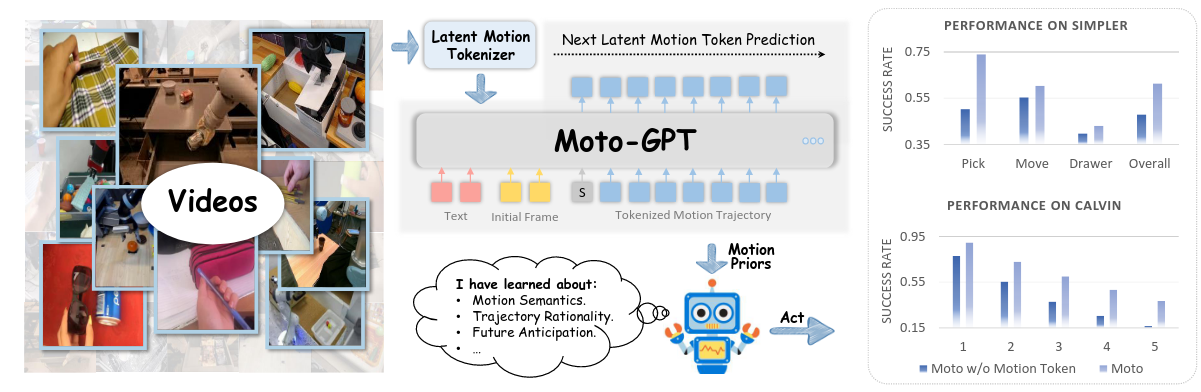 Videos
Latent Motion
Tokenizer
Next Latent Motion Token Prediction
Moto-GPT
S
Text
Initial Frame
Tokenized Motion Trajectory
I have learned about:
• Motion Semantics.
• Trajectory Rationality.
• Future Anticipation.
• ...
Motion
Priors
Act
PERFORMANCE ON SIMPLER
SUCCESS RATE
0.75
0.55
0.35
Pick Move Drawer Overall
PERFORMANCE ON CALVIN
SUCCESS RATE
0.95
0.55
0.15
1 2 3 4 5
Moto w/o Motion Token Moto